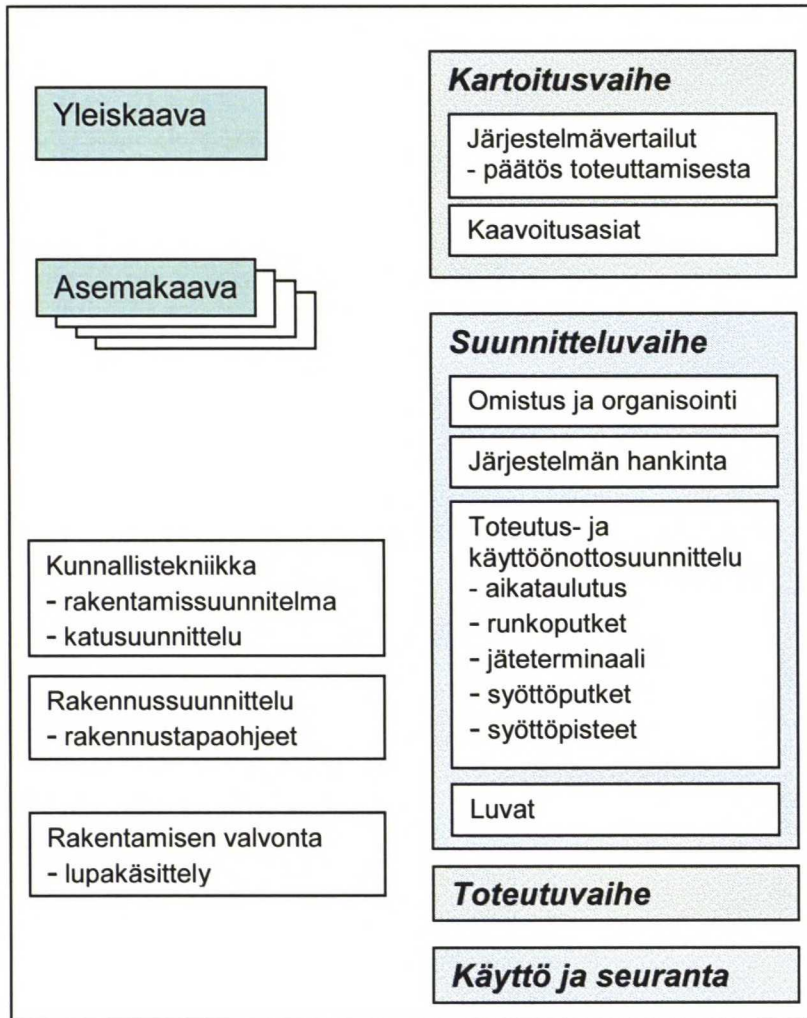 Yleiskaava
Asemakaava
Kunnallistekniikka
- rakentamissuunnitelma
- katusuunnittelu
Rakennussuunnittelu
- rakennustapaohjeet
Rakentamisen valvonta
- lupakäsittely
Kartoitusvaihe
Järjestelmävertailut
- päätös toteuttamisesta
Kaavoitusasiat
Suunnitteluvaihe
Omistus ja organisointi
Järjestelmän hankinta
Toteutus- ja
käyttöönottosuunnittelu
- aikataulutus
- runkoputket
- jäteterminaali
- syöttöputket
- syöttöpisteet
Luvat
Toteutuvaihe
Käyttö ja seuranta